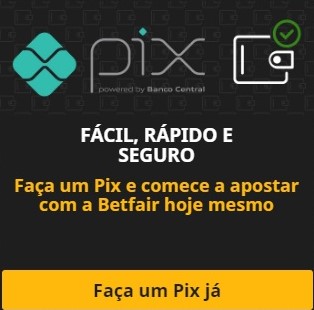 pix
powered by Banco Central
FÁCIL, RÁPIDO E
SEGURO
Faça um Pix e comece a apostar
com a Betfair hoje mesmo
Faça um Pix já